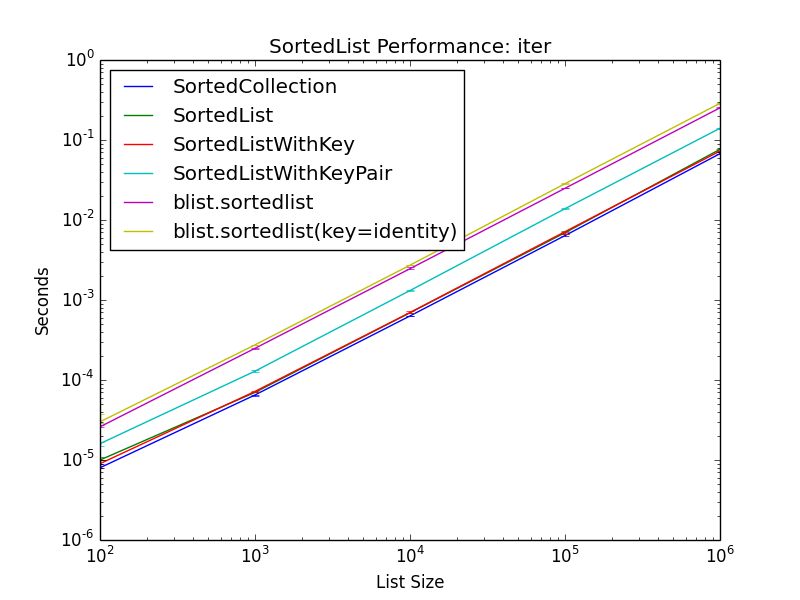 SortedList Performance: iter
10^0
10^-1
10^-2
10^-3
10^-4
10^-5
10^-6
Seconds
SortedCollection
SortedList
SortedListWithKey
SortedListWithKeyPair
blist.sortedlist
blist.sortedlist(key=identity)
10^2 10^3 10^4 10^5 10^6
List Size